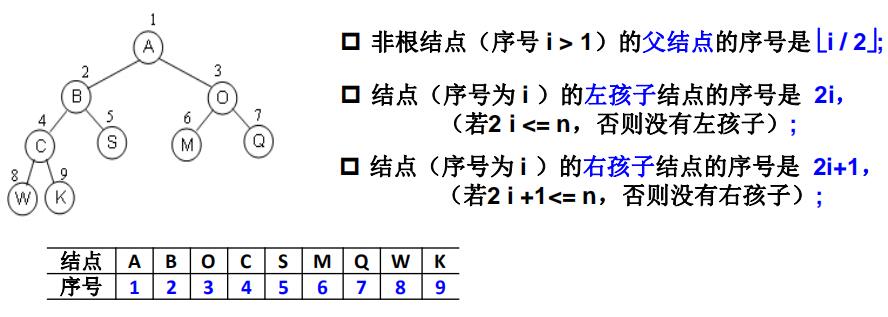 1
A
2
3
B
O
4
5
6
7
C
S
M
Q
8
9
W
K
□ 非根结点（序号 i > 1）的父结点的序号是⌊i / 2⌋;
□ 结点（序号为 i ）的左孩子结点的序号是 2i，
（若2 i <= n，否则没有左孩子）;
□ 结点（序号为 i ）的右孩子结点的序号是 2i+1，
（若2 i +1<= n，否则没有右孩子）;
结点 A B O C S M Q W K
序号 1 2 3 4 5 6 7 8 9